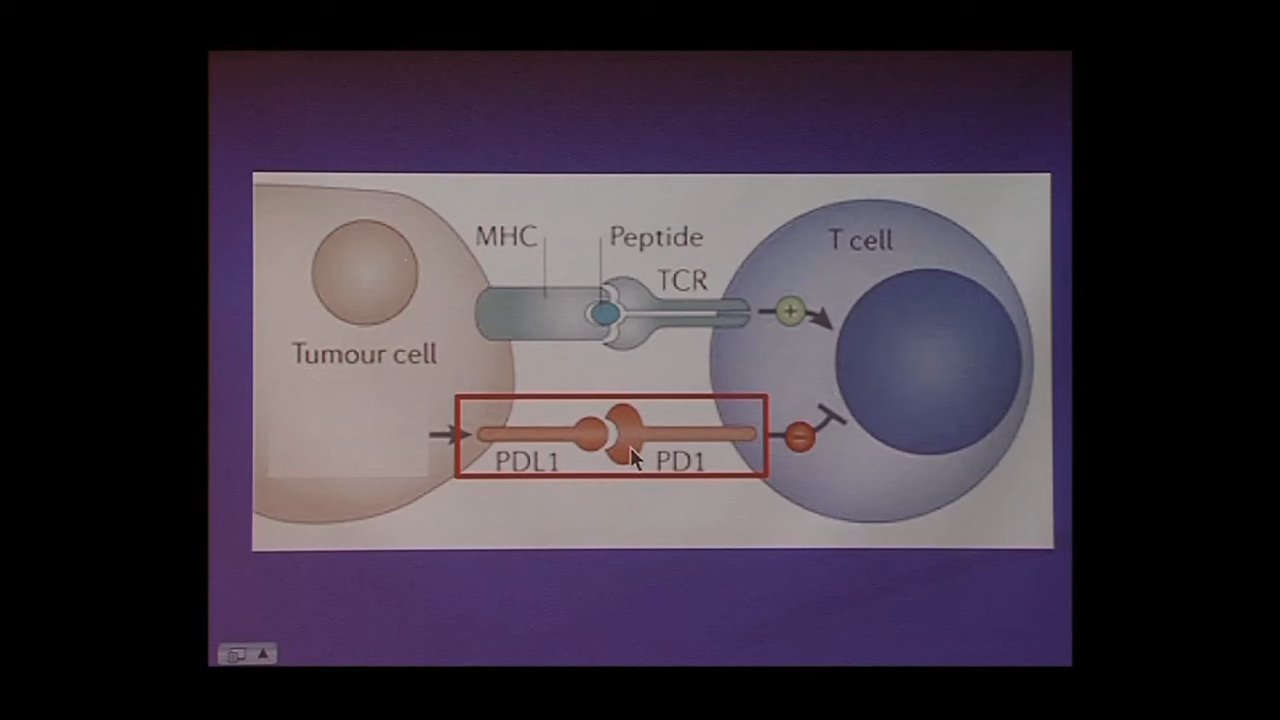 MHC
Peptide
T cell
TCR
+
Tumour cell
−
PDL1
PD1